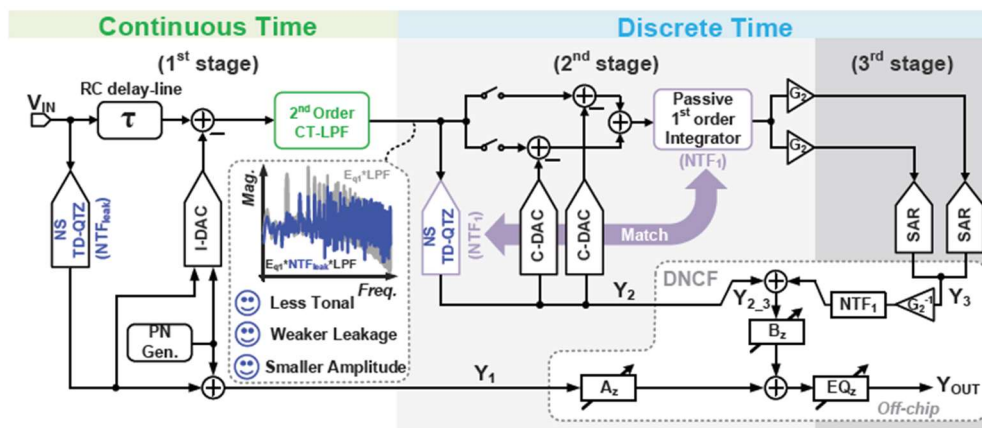 Continuous Time
Discrete Time
(1st stage)
(2nd stage)
(3rd stage)
RC delay-line
VIN
τ
2nd Order
CT-LPF
Passive
1st order
Integrator
(NTF1)
G2
G2
NS
TD-QTZ
(NTFleak)
I-DAC
Mag.
Eq1*LPF
Eq1*NTFleak*LPF
Freq.
Less Tonal
Weaker Leakage
Smaller Amplitude
NS
TD-QTZ
(NTF1)
C-DAC
C-DAC
Match
SAR
SAR
DNCF
Y2
Y2_3
NTF1
G2-1
Y3
PN
Gen.
Bz
Y1
Az
EQz
YOUT
Off-chip